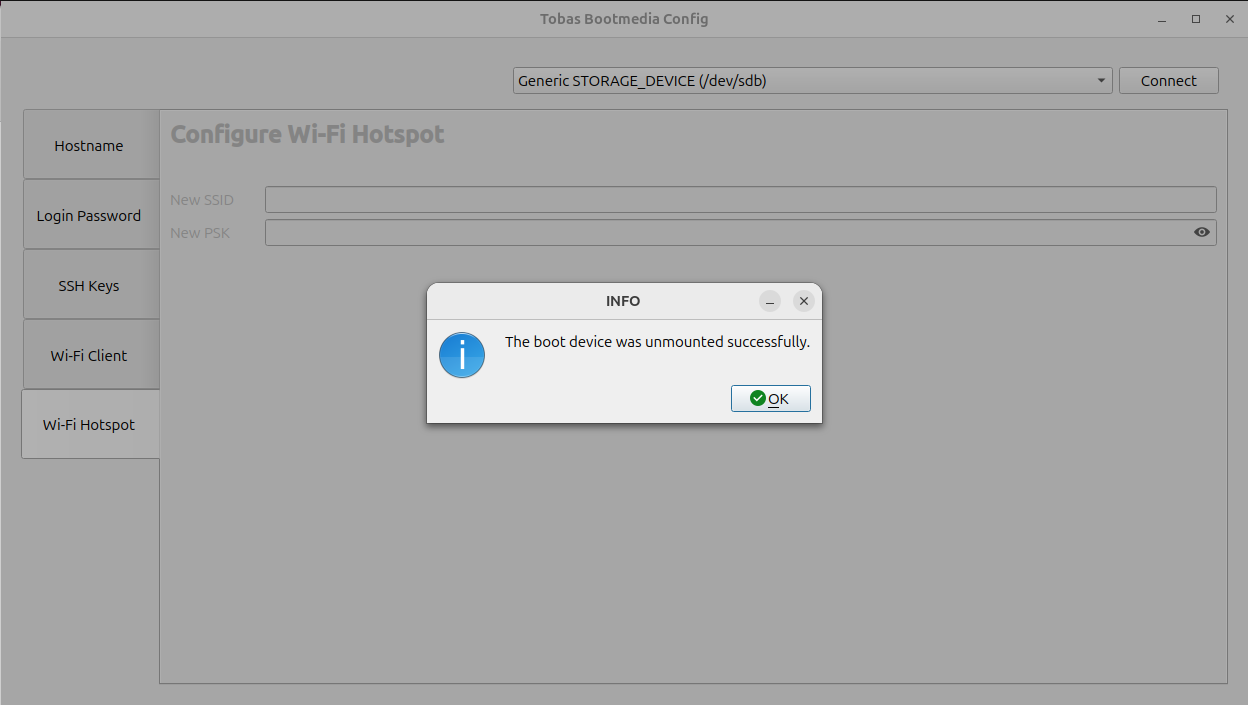 Tobas Bootmedia Config
Generic STORAGE_DEVICE (/dev/sdb)
Connect
Hostname
Login Password
SSH Keys
Wi-Fi Client
Wi-Fi Hotspot
Configure Wi-Fi Hotspot
New SSID
New PSK
INFO
The boot device was unmounted successfully.
OK